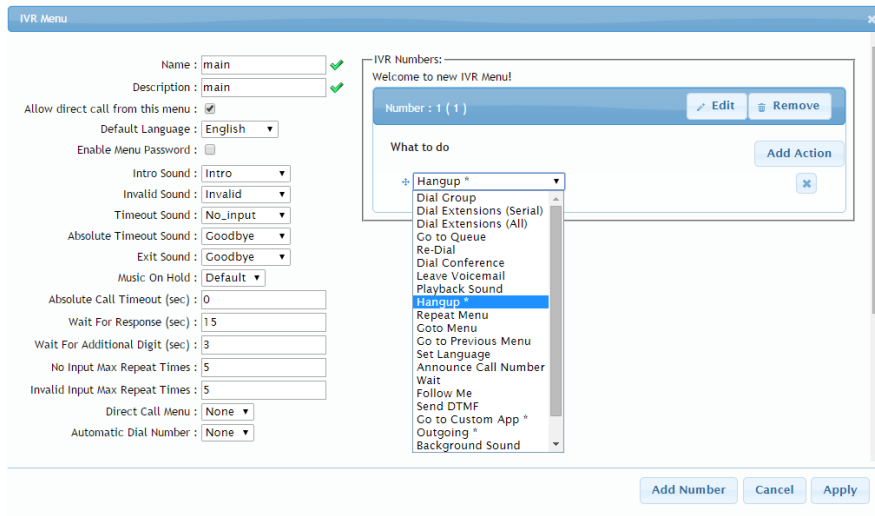 IVR Menu
Name : main
Description : main
Allow direct call from this menu :
Default Language : English
Enable Menu Password :
Intro Sound : Intro
Invalid Sound : Invalid
Timeout Sound : No_input
Absolute Timeout Sound : Goodbye
Exit Sound : Goodbye
Music On Hold : Default
Absolute Call Timeout (sec) : 0
Wait For Response (sec) : 15
Wait For Additional Digit (sec) : 3
No Input Max Repeat Times : 5
Invalid Input Max Repeat Times : 5
Direct Call Menu : None
Automatic Dial Number : None
IVR Numbers:
Welcome to new IVR Menu!
Number : 1 ( 1 )
Edit
Remove
What to do
Add Action
Hangup *
Dial Group
Dial Extensions (Serial)
Dial Extensions (All)
Go to Queue
Re-Dial
Dial Conference
Leave Voicemail
Playback Sound
Hangup *
Repeat Menu
Goto Menu
Go to Previous Menu
Set Language
Announce Call Number
Wait
Follow Me
Send DTMF
Go to Custom App *
Outgoing *
Background Sound
Add Number
Cancel
Apply